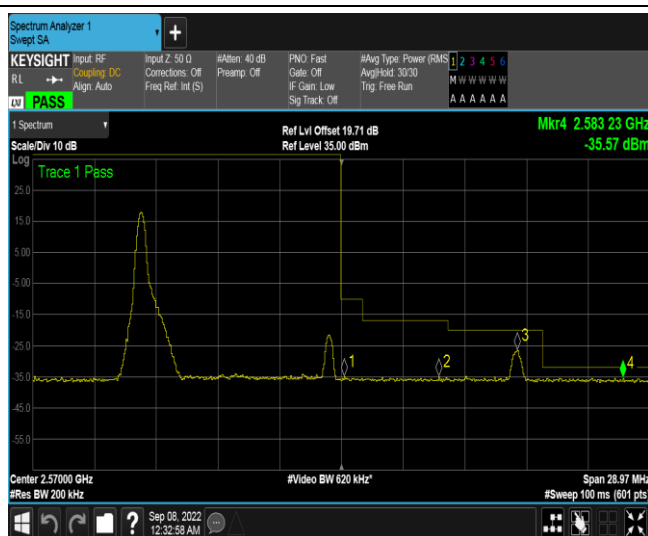 Spectrum Analyzer 1
Swept SA
+
KEYSIGHT
RL
LXI
PASS
Input: RF
Coupling: DC
Align: Auto
Input Z: 50 Ω
Corrections: Off
Freq Ref: Int (S)
#Atten: 40 dB
Preamp: Off
PNO: Fast
Gate: Off
IF Gain: Low
Sig Track: Off
#Avg Type: Power (RMS
Avg|Hold: 30/30
Trig: Free Run
1 2 3 4 5 6
M W W W W W
A A A A A A
1 Spectrum
Scale/Div 10 dB
Ref Lvl Offset 19.71 dB
Ref Level 35.00 dBm
Mkr4 2.583 23 GHz
-35.57 dBm
Log
Trace 1 Pass
25.0
15.0
5.00
-5.00
-15.0
-25.0
-35.0
-45.0
-55.0
1
2
3
4
Center 2.57000 GHz
#Res BW 200 kHz
#Video BW 620 kHz*
Span 28.97 MHz
#Sweep 100 ms (601 pts)
?
Sep 08, 2022
12:32:58 AM